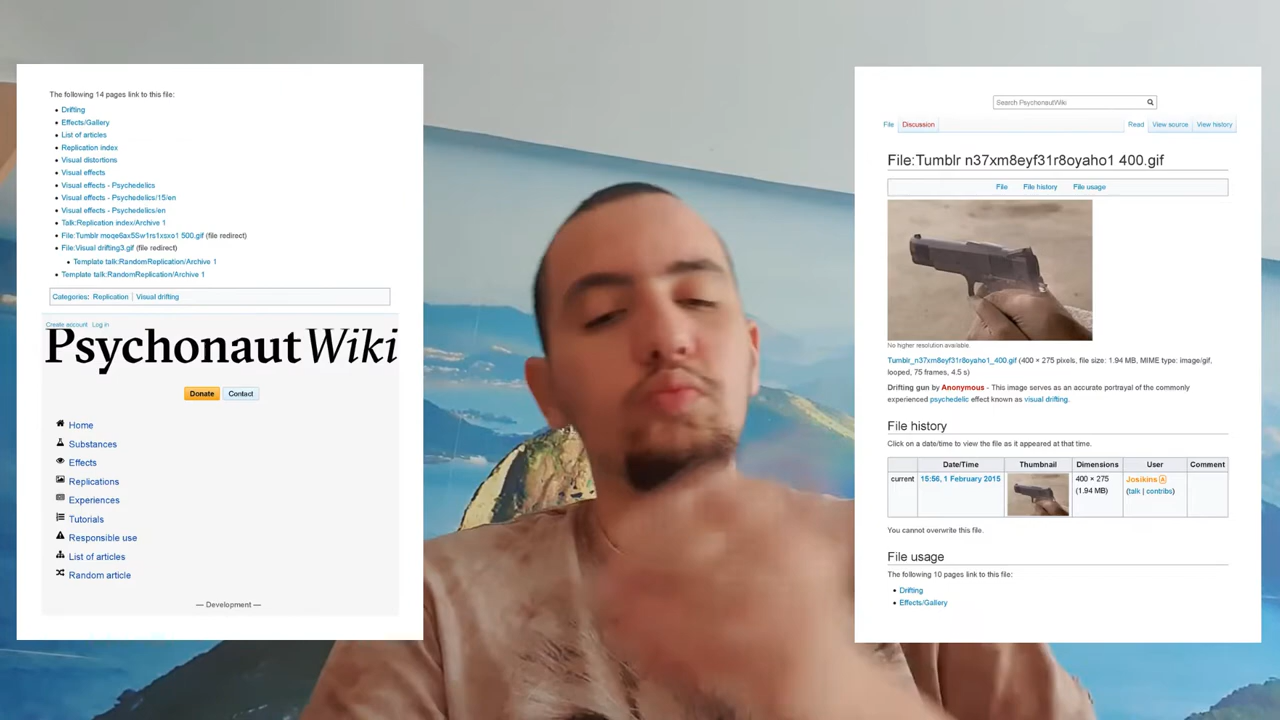 The following 14 pages link to this file:
Drifting
Effects/Gallery
List of articles
Replication index
Visual distortions
Visual effects
Visual effects - Psychedelics
Visual effects - Psychedelics/15/en
Visual effects - Psychedelics/en
Talk:Replication index/Archive 1
File:Tumblr moqe6ax5Sw1rs1xsxo1 500.gif (file redirect)
File:Visual drifting3.gif (file redirect)
Template talk:RandomReplication/Archive 1
Template talk:RandomReplication/Archive 1
Categories: Replication | Visual drifting
Create account Log in
PsychonautWiki
Donate Contact
Home
Substances
Effects
Replications
Experiences
Tutorials
Responsible use
List of articles
Random article
— Development —
Search PsychonautWiki
File Discussion Read View source View history
File:Tumblr n37xm8eyf31r8oyaho1 400.gif
File File history File usage
No higher resolution available.
Tumblr_n37xm8eyf31r8oyaho1_400.gif (400 × 275 pixels, file size: 1.94 MB, MIME type: image/gif,
looped, 75 frames, 4.5 s)
Drifting gun by Anonymous - This image serves as an accurate portrayal of the commonly
experienced psychedelic effect known as visual drifting.
File history
Click on a date/time to view the file as it appeared at that time.
Date/Time Thumbnail Dimensions User Comment
current 15:56, 1 February 2015 400 × 275 Josikins A
(1.94 MB) (talk | contribs)
You cannot overwrite this file.
File usage
The following 10 pages link to this file:
Drifting
Effects/Gallery